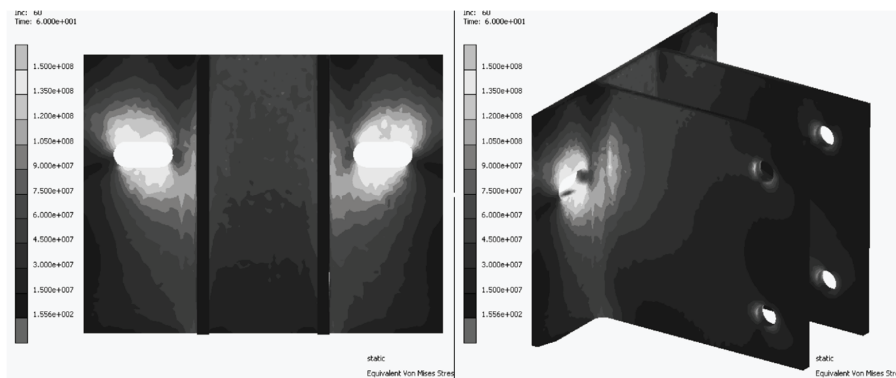 Inc: 60
Time: 6.000e+001
1.500e+008
1.350e+008
1.200e+008
1.050e+008
9.000e+007
7.500e+007
6.000e+007
4.500e+007
3.000e+007
1.500e+007
1.556e+002
static
Equivalent Von Mises Stres
Inc: 60
Time: 6.000e+001
1.500e+008
1.350e+008
1.200e+008
1.050e+008
9.000e+007
7.500e+007
6.000e+007
4.500e+007
3.000e+007
1.500e+007
1.556e+002
static
Equivalent Von Mises Stres